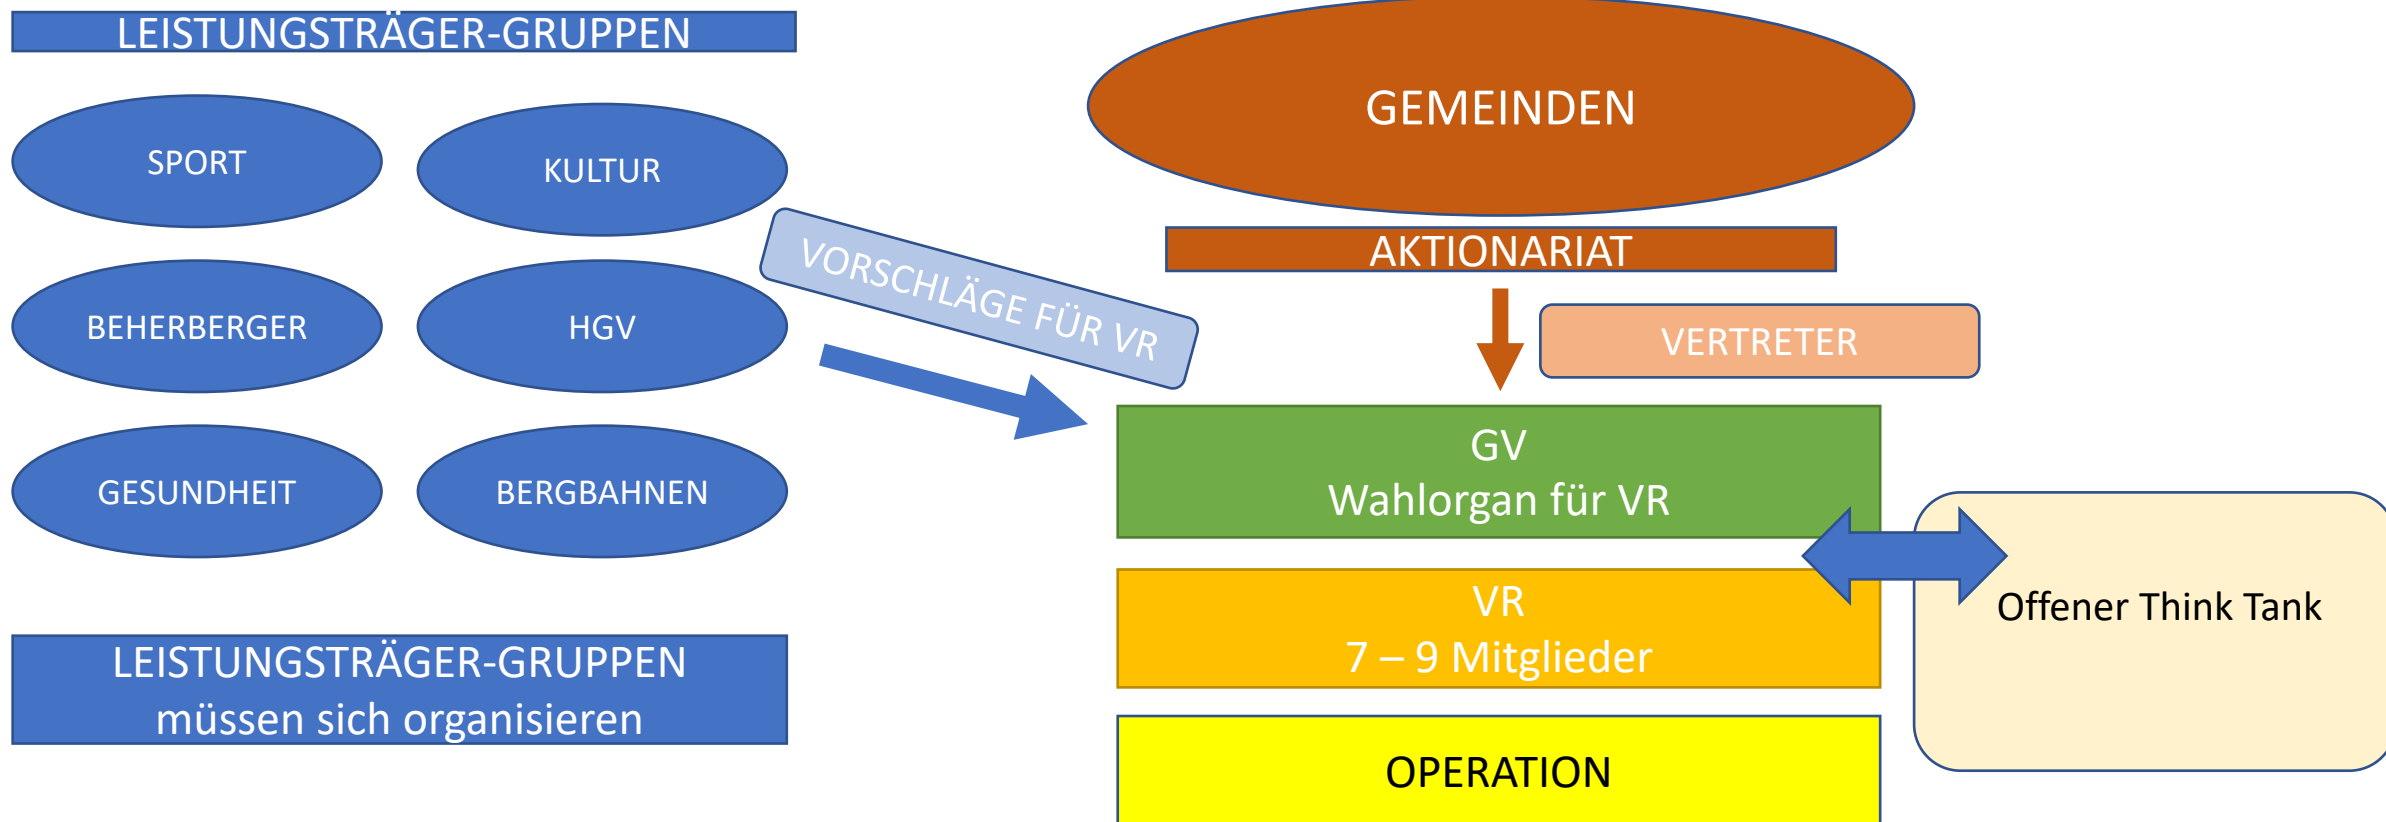 LEISTUNGSTRÄGER-GRUPPEN
SPORT
KULTUR
BEHERBERGER
HGV
GESUNDHEIT
BERGBAHNEN
LEISTUNGSTRÄGER-GRUPPEN
müssen sich organisieren
VORSCHLÄGE FÜR VR
GEMEINDEN
AKTIONARIAT
VERTRETER
GV
Wahlorgan für VR
VR
7 – 9 Mitglieder
OPERATION
Offener Think Tank